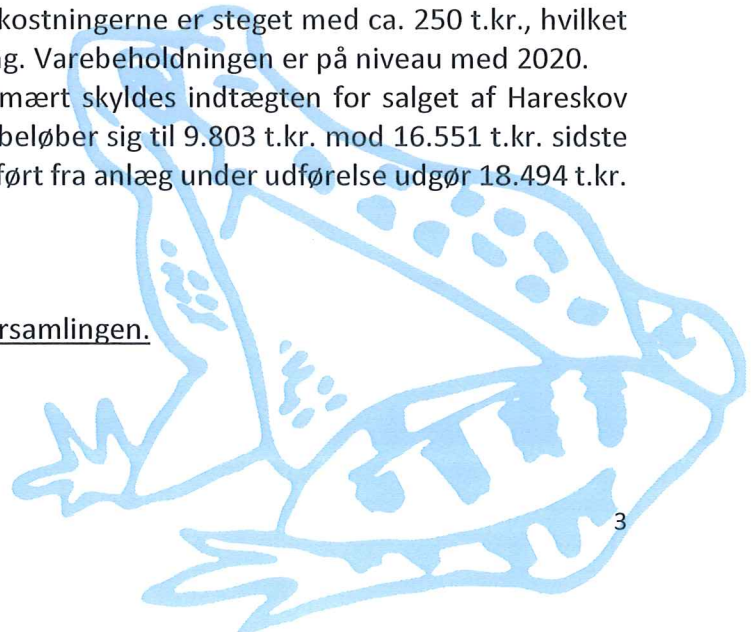 kostningerne er steget med ca. 250 t.kr., hvilket
g. Varebeholdningen er på niveau med 2020.
mært skyldes indtægten for salget af Hareskov
beløber sig til 9.803 t.kr. mod 16.551 t.kr. sidste
ført fra anlæg under udførelse udgør 18.494 t.kr.
rsamlingen.
3